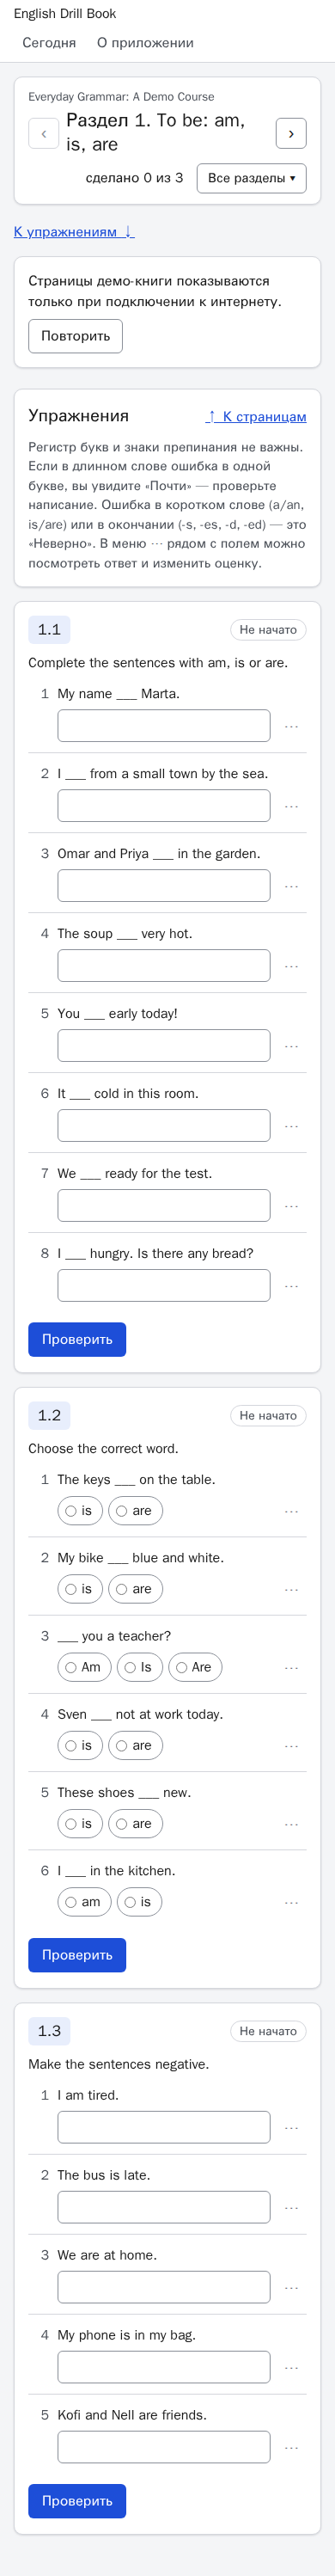 English Drill Book
Сегодня О приложении
Everyday Grammar: A Demo Course
‹ Раздел 1. To be: am, is, are ›
сделано 0 из 3 Все разделы ▾
К упражнениям ↓
Страницы демо-книги показываются
только при подключении к интернету.
Повторить
Упражнения ↑ К страницам
Регистр букв и знаки препинания не важны.
Если в длинном слове ошибка в одной
букве, вы увидите «Почти» — проверьте
написание. Ошибка в коротком слове (a/an,
is/are) или в окончании (-s, -es, -d, -ed) — это
«Неверно». В меню ··· рядом с полем можно
посмотреть ответ и изменить оценку.
1.1 Не начато
Complete the sentences with am, is or are.
1 My name ___ Marta.
···
2 I ___ from a small town by the sea.
···
3 Omar and Priya ___ in the garden.
···
4 The soup ___ very hot.
···
5 You ___ early today!
···
6 It ___ cold in this room.
···
7 We ___ ready for the test.
···
8 I ___ hungry. Is there any bread?
···
Проверить
1.2 Не начато
Choose the correct word.
1 The keys ___ on the table.
is are ···
2 My bike ___ blue and white.
is are ···
3 ___ you a teacher?
Am Is Are ···
4 Sven ___ not at work today.
is are ···
5 These shoes ___ new.
is are ···
6 I ___ in the kitchen.
am is ···
Проверить
1.3 Не начато
Make the sentences negative.
1 I am tired.
···
2 The bus is late.
···
3 We are at home.
···
4 My phone is in my bag.
···
5 Kofi and Nell are friends.
···
Проверить